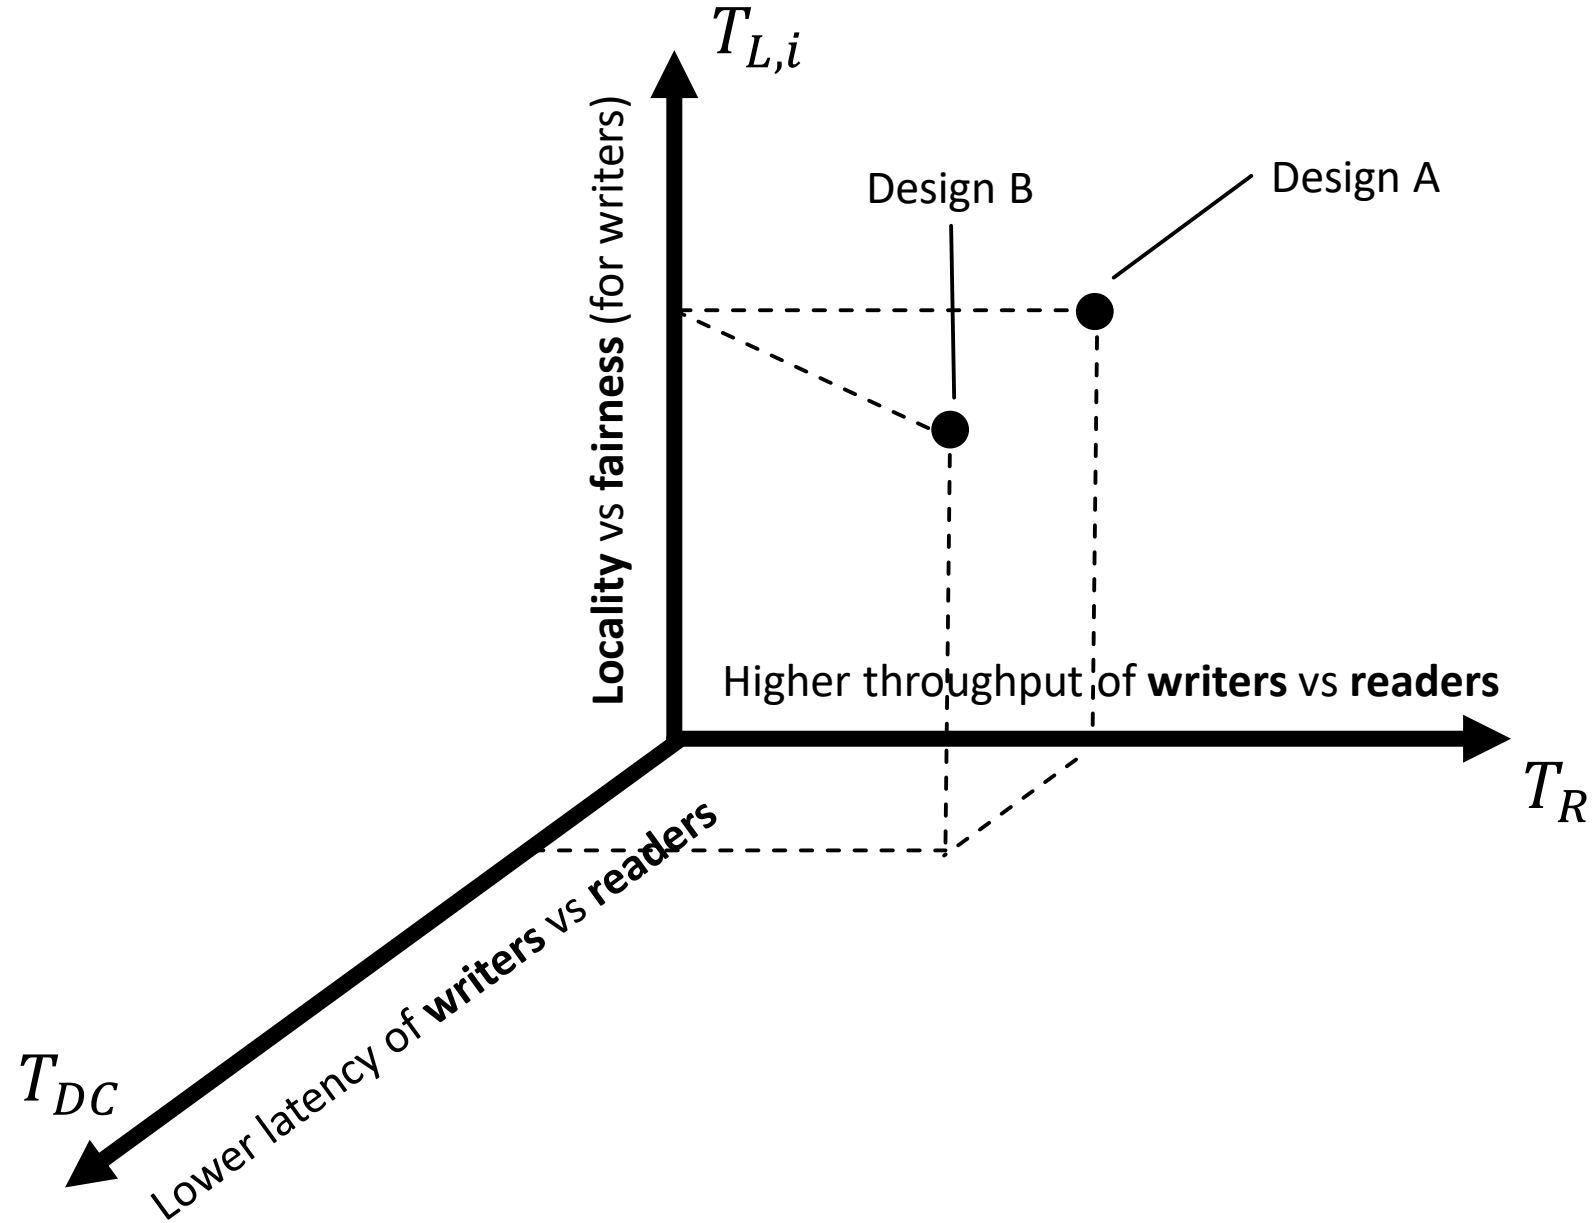 T_{L,i}
Locality vs fairness (for writers)
Design B
Design A
Higher throughput of writers vs readers
T_R
Lower latency of writers vs readers
T_{DC}